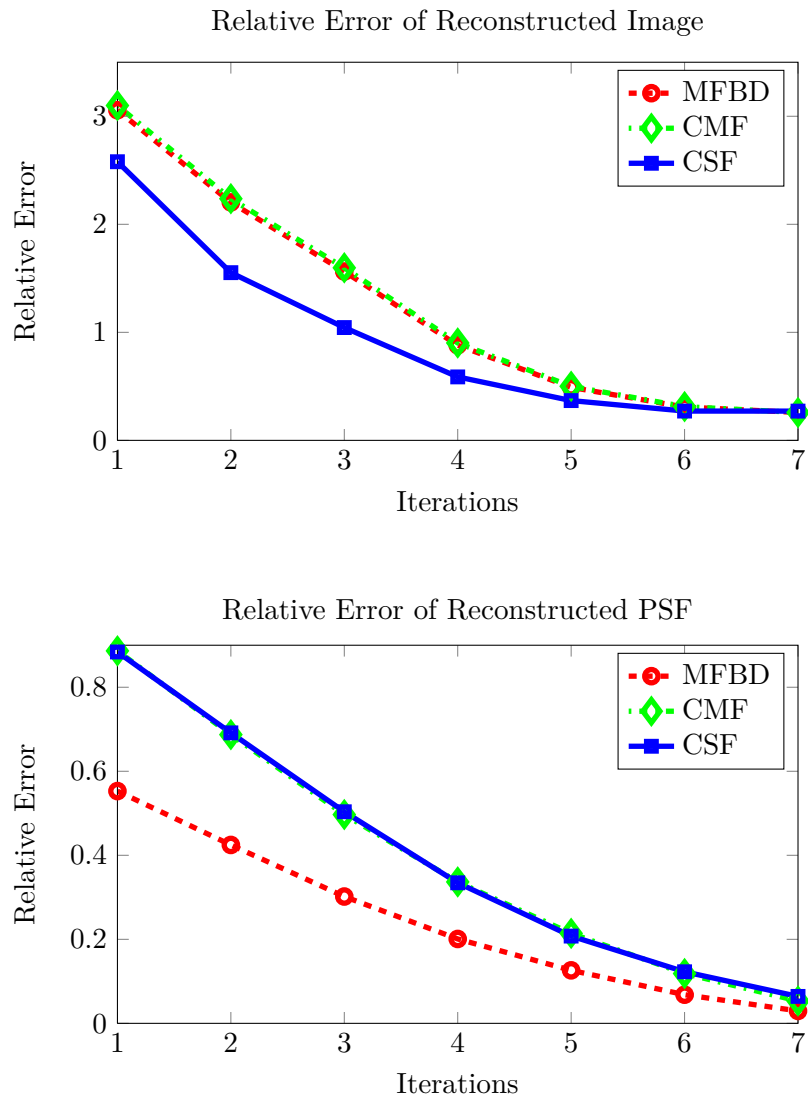 Relative Error of Reconstructed Image
MFBD
CMF
CSF
3
2
1
0
Relative Error
1 2 3 4 5 6 7
Iterations
Relative Error of Reconstructed PSF
MFBD
CMF
CSF
0.8
0.6
0.4
0.2
0
Relative Error
1 2 3 4 5 6 7
Iterations